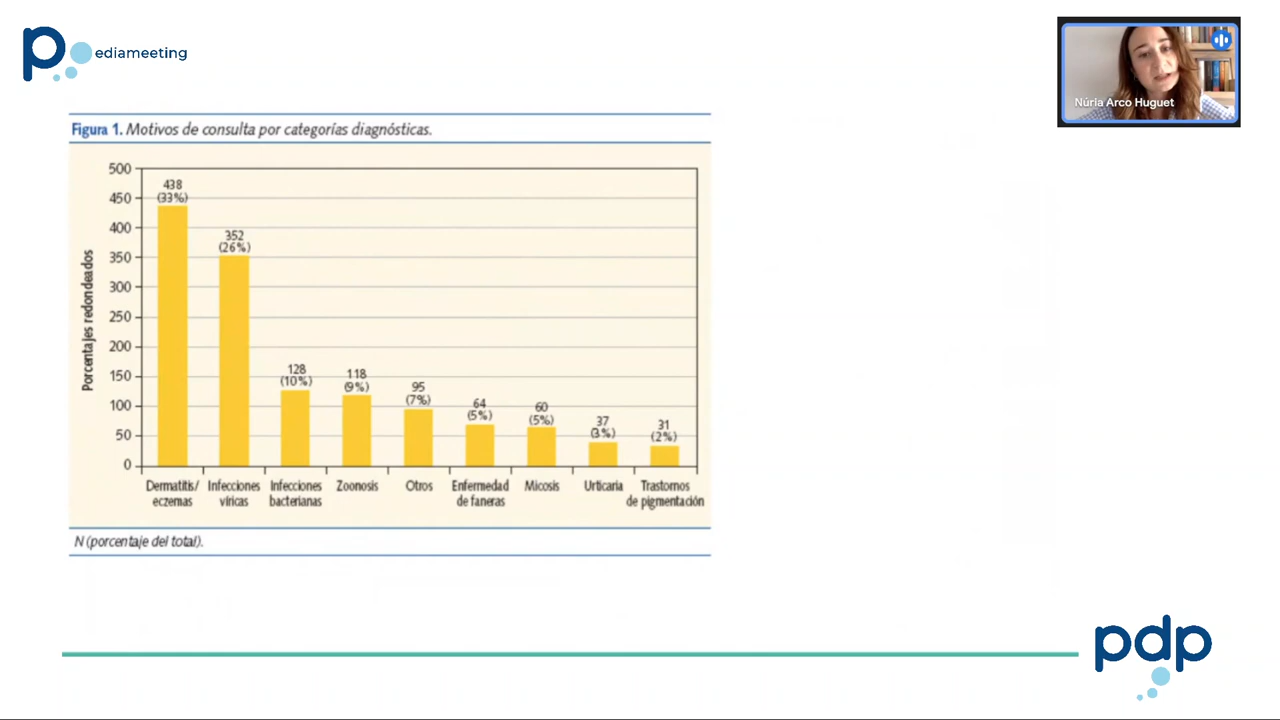 p
ediameeting
Núria Arco Huguet
Figura 1. Motivos de consulta por categorías diagnósticas.
Porcentajes redondeados
500
450
400
350
300
250
200
150
100
50
0
438
(33%)
352
(26%)
128
(10%)
118
(9%)
95
(7%)
64
(5%)
60
(5%)
37
(3%)
31
(2%)
Dermatitis/
eczemas
Infecciones
víricas
Infecciones
bacterianas
Zoonosis
Otros
Enfermedad
de faneras
Micosis
Urticaria
Trastornos
de pigmentación
N (porcentaje del total).
pdp